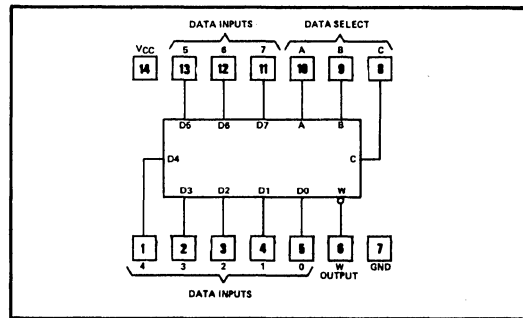 DATA INPUTS DATA SELECT
VCC 5 6 7 A B C
14 13 12 11 10 9 8
D5 D6 D7 A B
D4 C
D3 D2 D1 D0 W
1 2 3 4 5 6 7
4 3 2 1 0 W GND
OUTPUT
DATA INPUTS